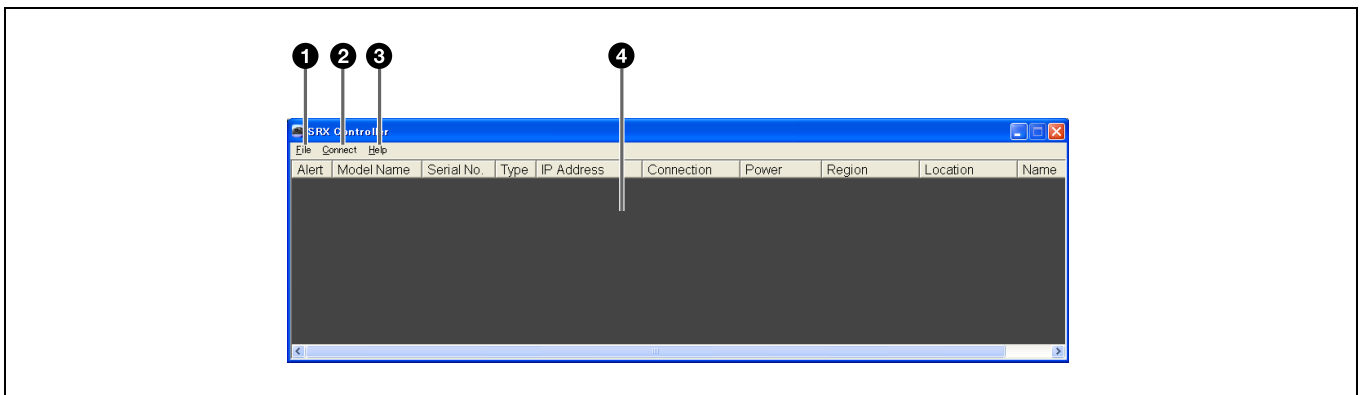 1 2 3 4
SRX Controller
File Connect Help
Alert Model Name Serial No. Type IP Address Connection Power Region Location Name